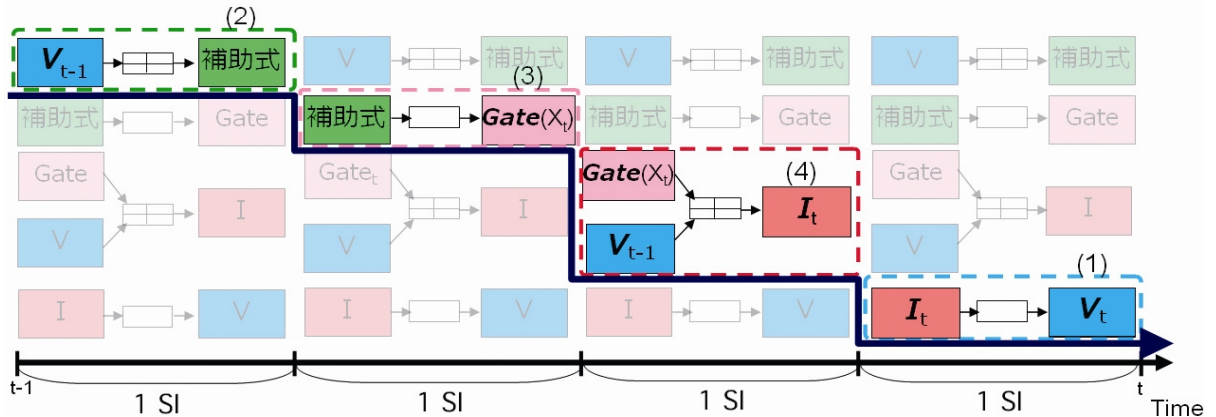 (2)
V t-1
補助式
V
補助式
V
補助式
V
補助式
(3)
補助式
Gate
補助式
Gate(Xt)
補助式
Gate
補助式
Gate
Gate
I
V
Gatet
I
V
Gate(Xt)
(4)
It
Vt-1
Gate
I
V
(1)
I
V
I
V
I
V
It
Vt
t-1
t
1 SI
1 SI
1 SI
1 SI
Time